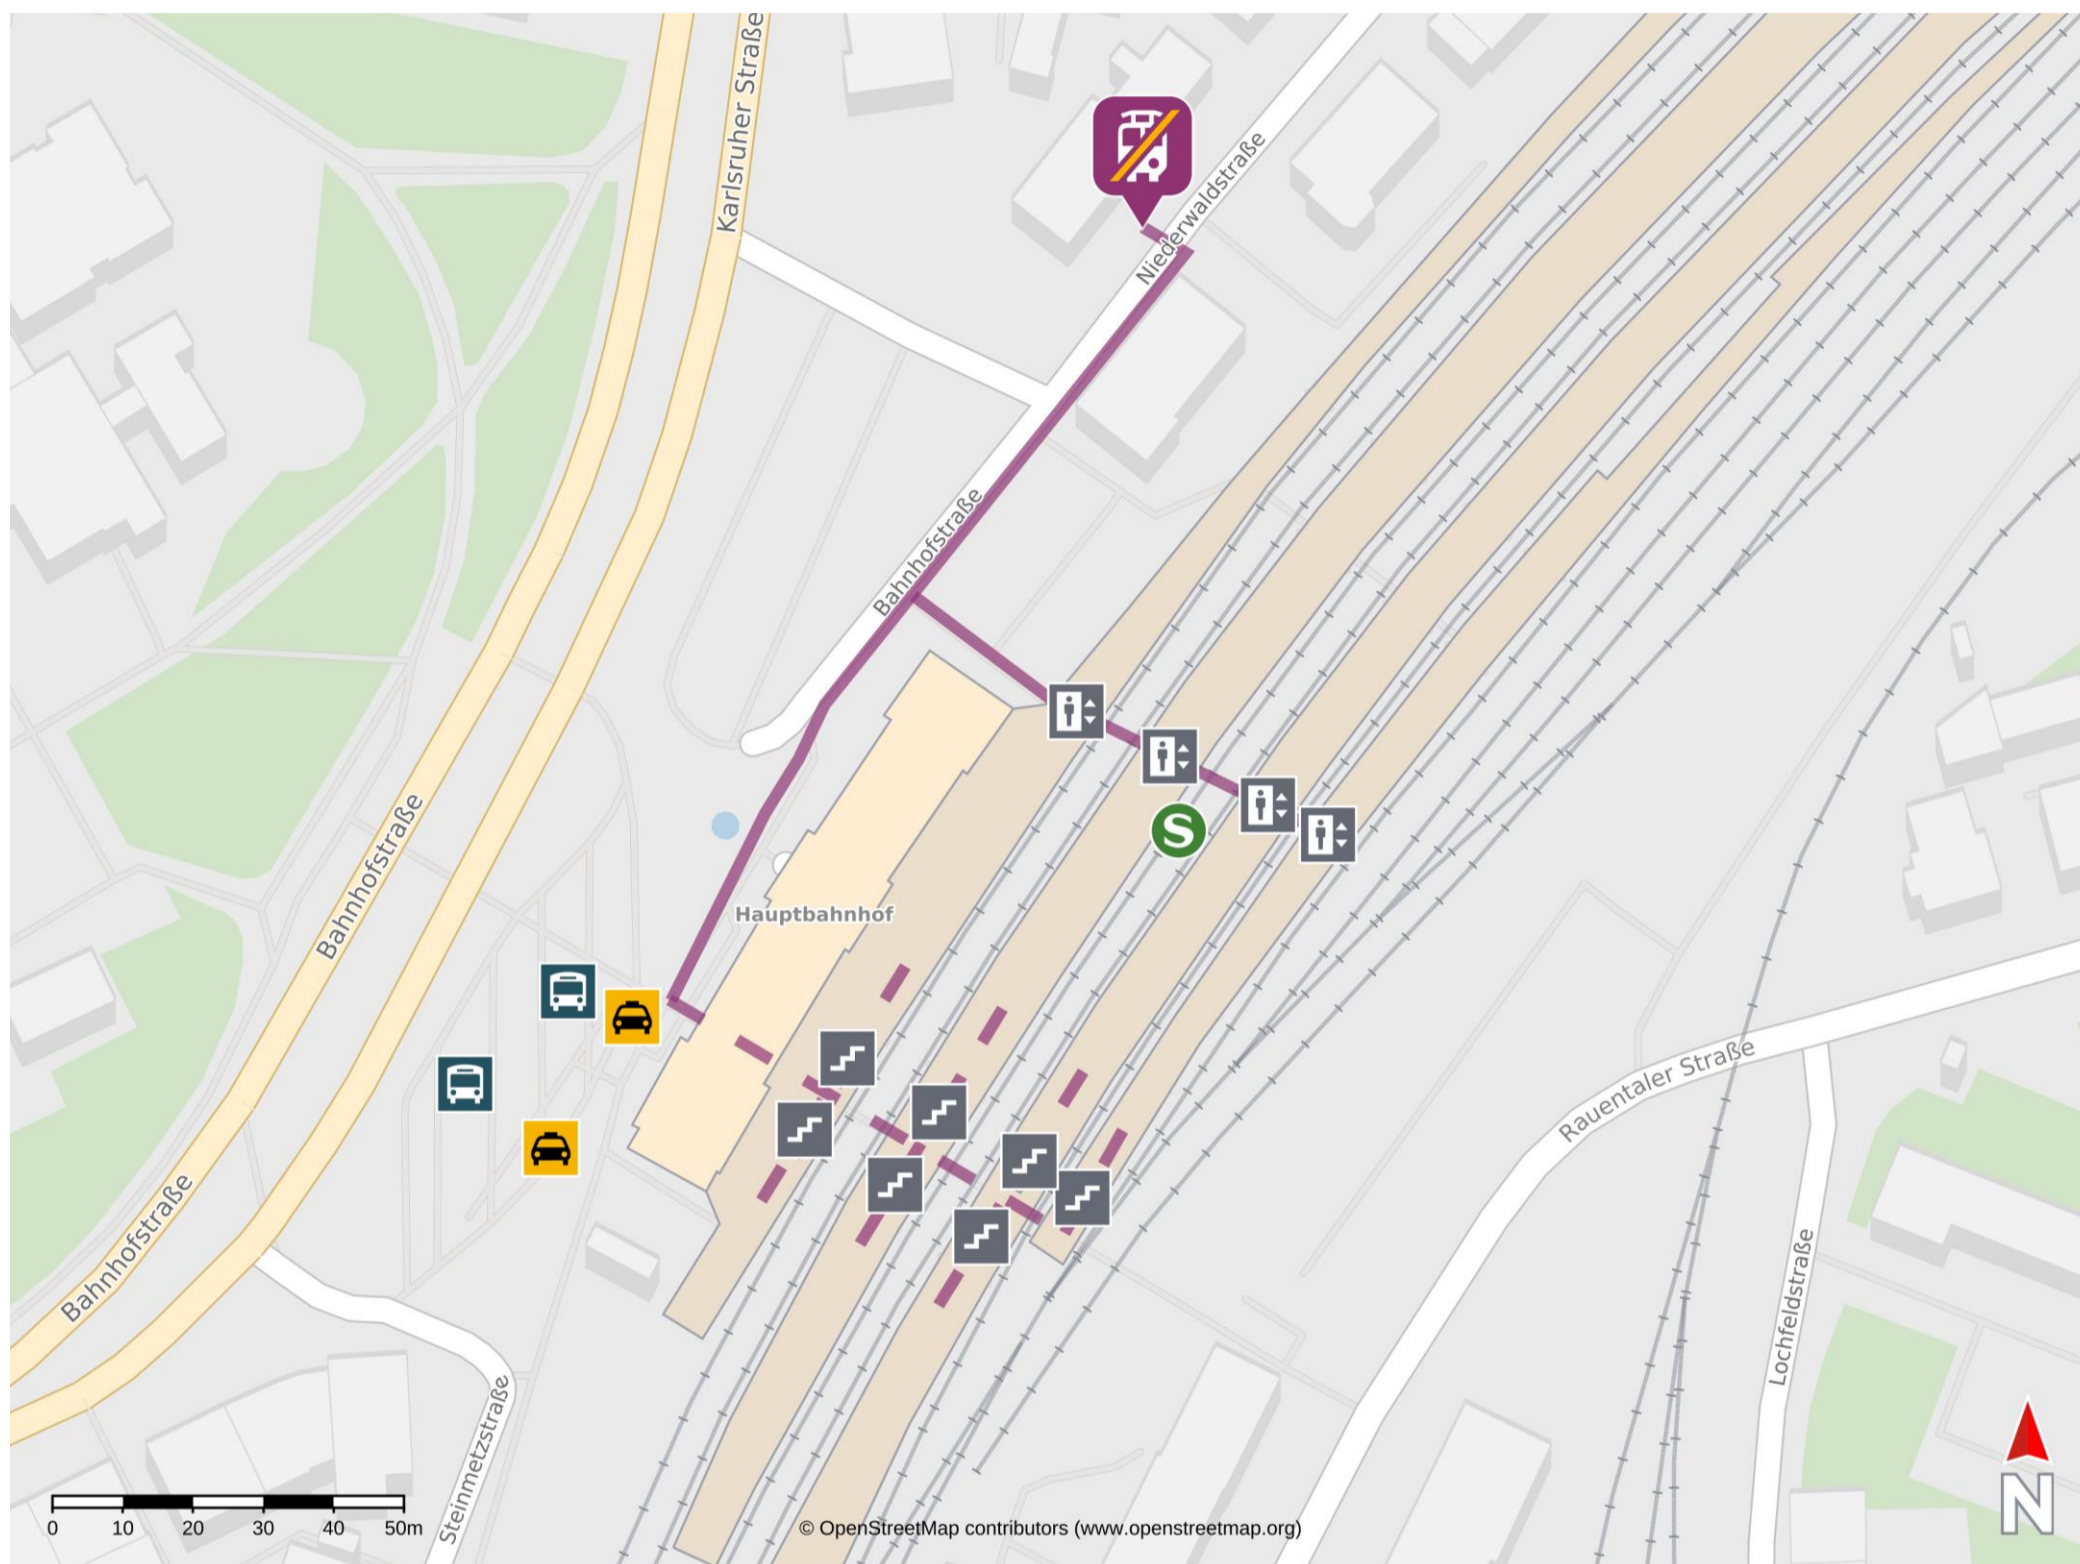 Karlsruher Straße
Niederwaldstraße
Bahnhofstraße
S
Bahnhofstraße
Hauptbahnhof
Rauentaler Straße
Bahnhofstraße
Lochfeldstraße
Steinmetzstraße
0 10 20 30 40 50m
© OpenStreetMap contributors (www.openstreetmap.org)
N